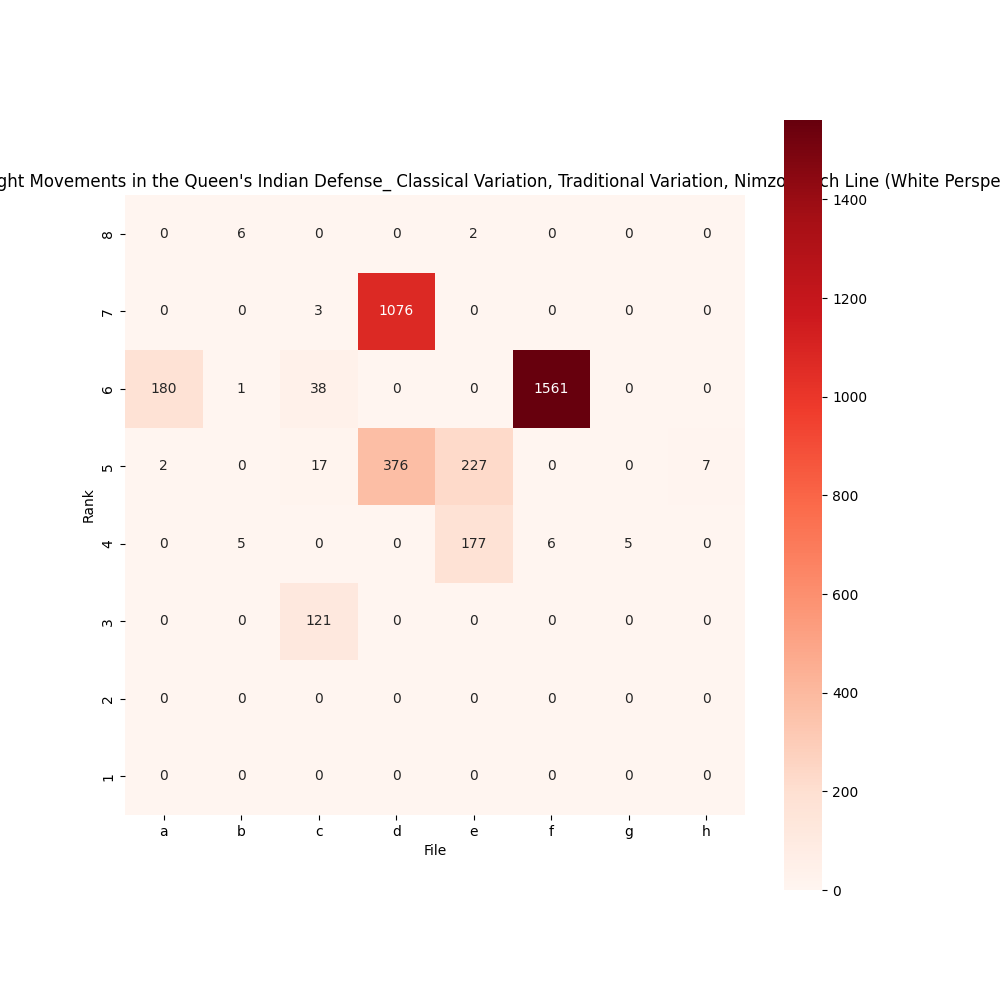 ght Movements in the Queen's Indian Defense_ Classical Variation, Traditional Variation, Nimzo ch Line (White Perspe
8 0 6 0 0 2 0 0 0
7 0 0 3 1076 0 0 0 0
6 180 1 38 0 0 1561 0 0
5 2 0 17 376 227 0 0 7
4 0 5 0 0 177 6 5 0
3 0 0 121 0 0 0 0 0
2 0 0 0 0 0 0 0 0
1 0 0 0 0 0 0 0 0
a b c d e f g h
File
Rank
1400
1200
1000
800
600
400
200
0